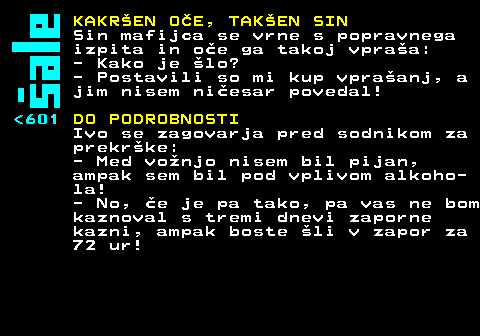 Šale
KAKRŠEN OČE, TAKŠEN SIN
Sin mafijca se vrne s popravnega
izpita in oče ga takoj vpraša:
- Kako je šlo?
- Postavili so mi kup vprašanj, a
jim nisem ničesar povedal!
<601 DO PODROBNOSTI
Ivo se zagovarja pred sodnikom za
prekrške:
- Med vožnjo nisem bil pijan,
ampak sem bil pod vplivom alkoho-
la!
- No, če je pa tako, pa vas ne bom
kaznoval s tremi dnevi zaporne
kazni, ampak boste šli v zapor za
72 ur!